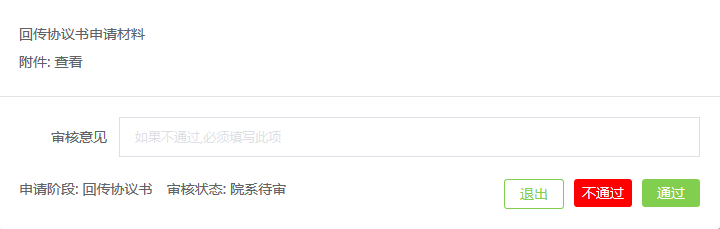 回传协议书申请材料
附件: 查看
审核意见 如果不通过,必须填写此项
申请阶段: 回传协议书 审核状态: 院系待审 退出 不通过 通过